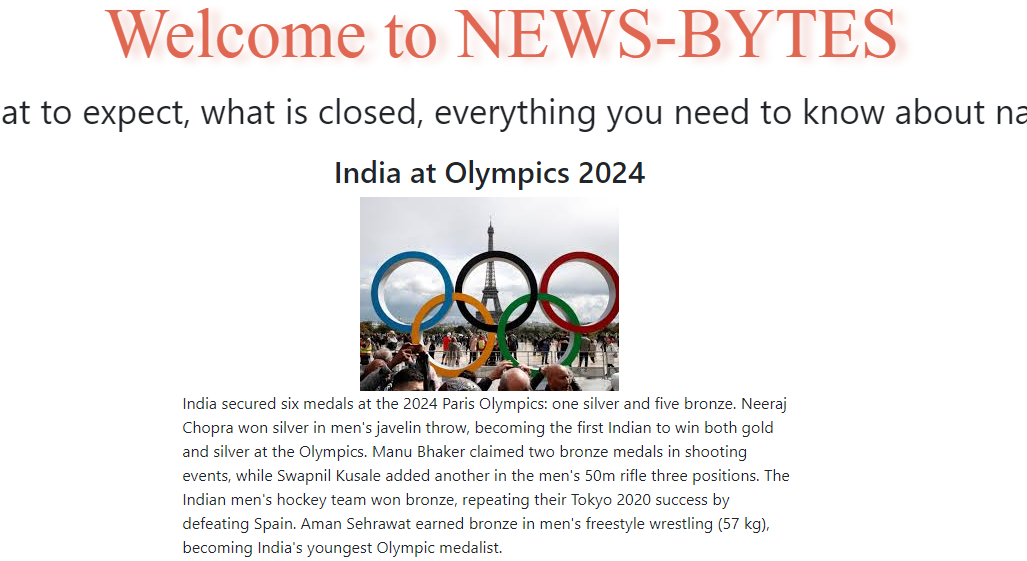 Welcome to NEWS-BYTES
at to expect, what is closed, everything you need to know about na
India at Olympics 2024
India secured six medals at the 2024 Paris Olympics: one silver and five bronze. Neeraj
Chopra won silver in men's javelin throw, becoming the first Indian to win both gold
and silver at the Olympics. Manu Bhaker claimed two bronze medals in shooting
events, while Swapnil Kusale added another in the men's 50m rifle three positions. The
Indian men's hockey team won bronze, repeating their Tokyo 2020 success by
defeating Spain. Aman Sehrawat earned bronze in men's freestyle wrestling (57 kg),
becoming India's youngest Olympic medalist.